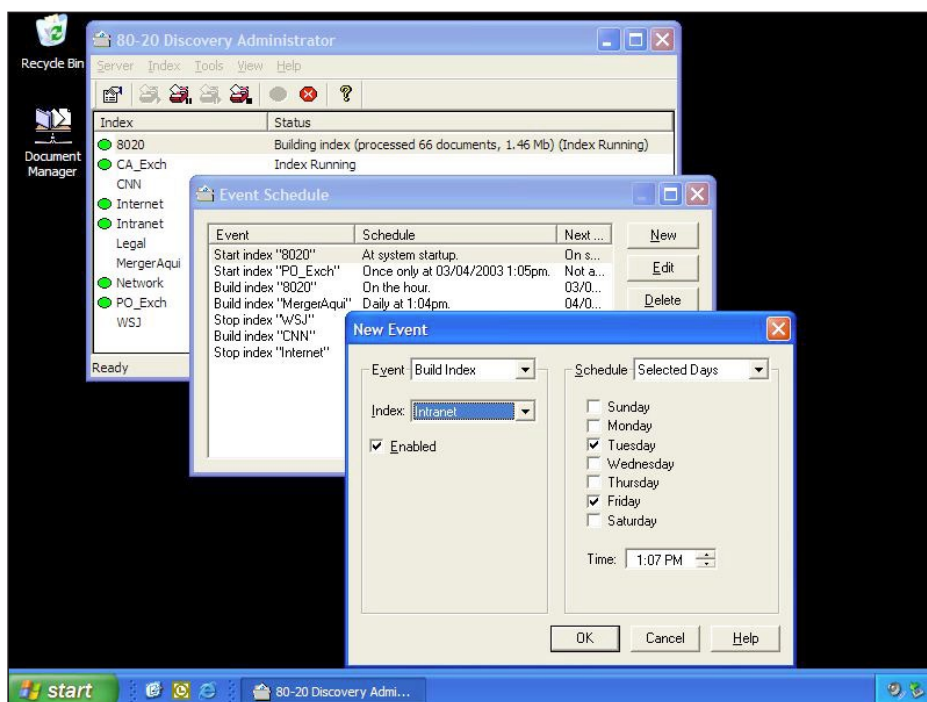 Recycle Bin
Document
Manager
80-20 Discovery Administrator
Server Index Tools View Help
Index Status
8020 Building index (processed 66 documents, 1.46 Mb) (Index Running)
CA_Exch Index Running
CNN
Internet
Intranet
Legal
MergerAqui
Network
PO_Exch
WSJ
Ready
Event Schedule
Event Schedule Next ...
Start index "8020" At system startup. On s...
Start index "PO_Exch" Once only at 03/04/2003 1:05pm. Not a...
Build index "8020" On the hour. 03/0...
Build index "MergerAqui" Daily at 1:04pm. 04/0...
Stop index "WSJ"
Build index "CNN"
Stop index "Internet"
New
Edit
Delete
New Event
Event Build Index
Index: Intranet
Enabled
Schedule Selected Days
Sunday
Monday
Tuesday
Wednesday
Thursday
Friday
Saturday
Time: 1:07 PM
OK Cancel Help
start 80-20 Discovery Admi...